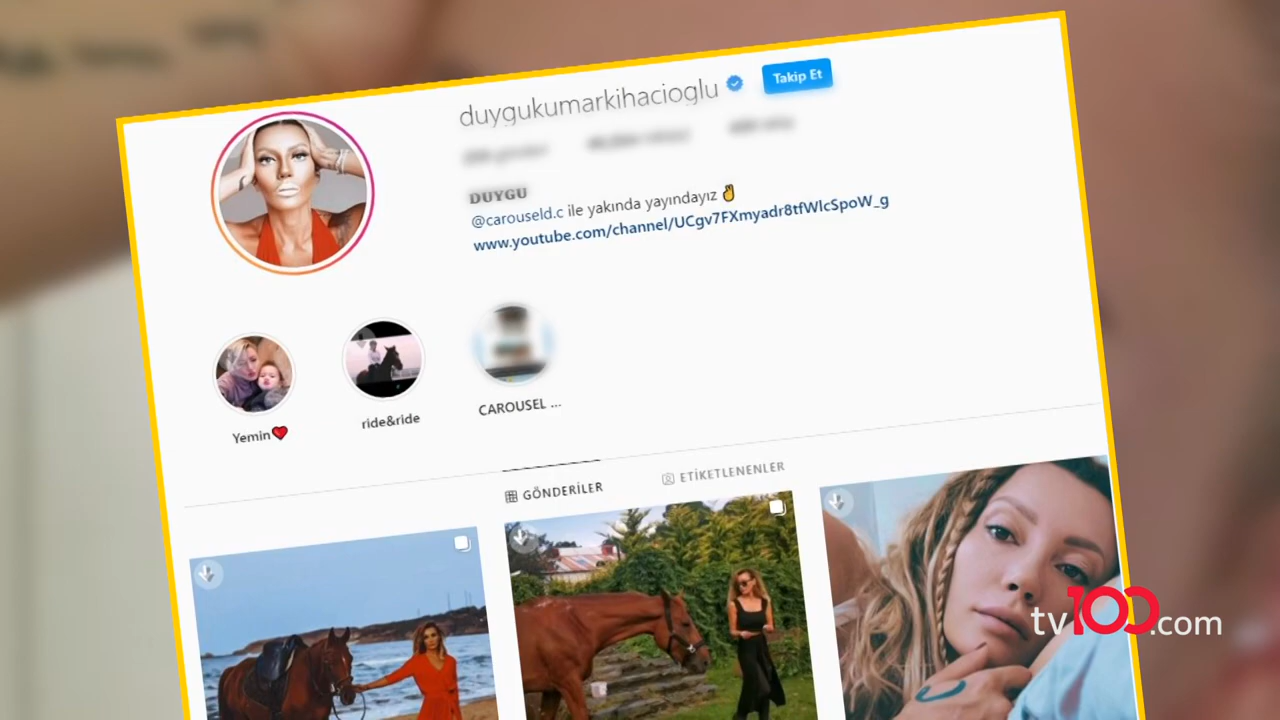 duygukumarkihacioglu
Takip Et
DUYGU
@carouseld.c ile yakında yayındayız ✌
www.youtube.com/channel/UCgv7FXmyadr8tfWlcSpoW_g
Yemin❤
ride&ride
CAROUSEL ...
GÖNDERİLER
ETİKETLENENLER
tv100.com